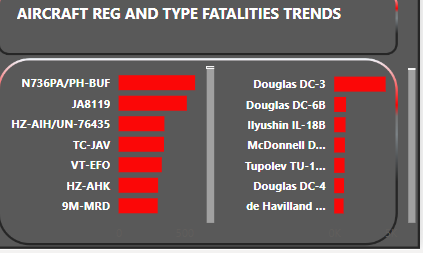 AIRCRAFT REG AND TYPE FATALITIES TRENDS
N736PA/PH-BUF
JA8119
HZ-AIH/UN-76435
TC-JAV
VT-EFO
HZ-AHK
9M-MRD
Douglas DC-3
Douglas DC-6B
Ilyushin IL-18B
McDonnell D...
Tupolev TU-1...
Douglas DC-4
de Havilland ...